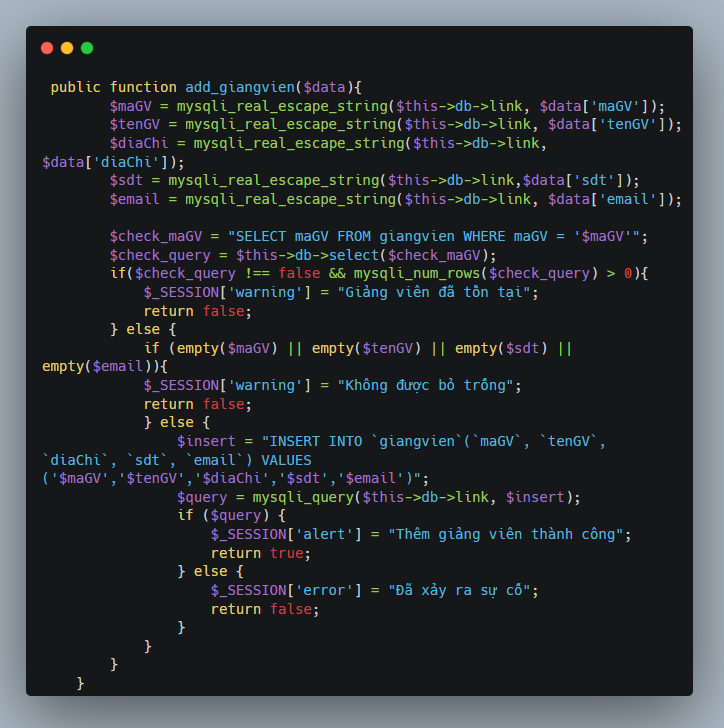 public function add_giangvien($data){
$maGV = mysqli_real_escape_string($this->db->link, $data['maGV']);
$tenGV = mysqli_real_escape_string($this->db->link, $data['tenGV']);
$diaChi = mysqli_real_escape_string($this->db->link,
$data['diaChi']);
$sdt = mysqli_real_escape_string($this->db->link,$data['sdt']);
$email = mysqli_real_escape_string($this->db->link, $data['email']);
$check_maGV = "SELECT maGV FROM giangvien WHERE maGV = '$maGV'";
$check_query = $this->db->select($check_maGV);
if($check_query !== false && mysqli_num_rows($check_query) > 0){
$_SESSION['warning'] = "Giảng viên đã tồn tại";
return false;
} else {
if (empty($maGV) || empty($tenGV) || empty($sdt) ||
empty($email)){
$_SESSION['warning'] = "Không được bỏ trống";
return false;
} else {
$insert = "INSERT INTO `giangvien`(`maGV`, `tenGV`,
`diaChi`, `sdt`, `email`) VALUES
('$maGV','$tenGV','$diaChi','$sdt','$email')";
$query = mysqli_query($this->db->link, $insert);
if ($query) {
$_SESSION['alert'] = "Thêm giảng viên thành công";
return true;
} else {
$_SESSION['error'] = "Đã xảy ra sự cố";
return false;
}
}
}
}